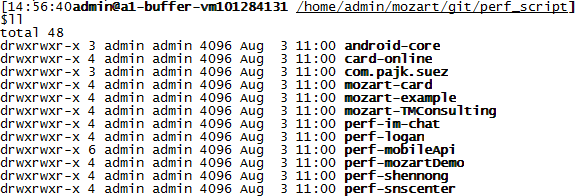 [14:56:40admin@a1-buffer-vm101284131 /home/admin/mozart/git/perf_script]
$ll
total 48
drwxrwxr-x 3 admin admin 4096 Aug  3 11:00 android-core
drwxrwxr-x 4 admin admin 4096 Aug  3 11:00 card-online
drwxrwxr-x 3 admin admin 4096 Aug  3 11:00 com.pajk.suez
drwxrwxr-x 4 admin admin 4096 Aug  3 11:00 mozart-card
drwxrwxr-x 4 admin admin 4096 Aug  3 11:00 mozart-example
drwxrwxr-x 4 admin admin 4096 Aug  3 11:00 mozart-TMConsulting
drwxrwxr-x 4 admin admin 4096 Aug  3 11:00 perf-im-chat
drwxrwxr-x 4 admin admin 4096 Aug  3 11:00 perf-logan
drwxrwxr-x 6 admin admin 4096 Aug  3 11:00 perf-mobileApi
drwxrwxr-x 4 admin admin 4096 Aug  3 11:00 perf-mozartDemo
drwxrwxr-x 4 admin admin 4096 Aug  3 11:00 perf-shennong
drwxrwxr-x 4 admin admin 4096 Aug  3 11:00 perf-snscenter